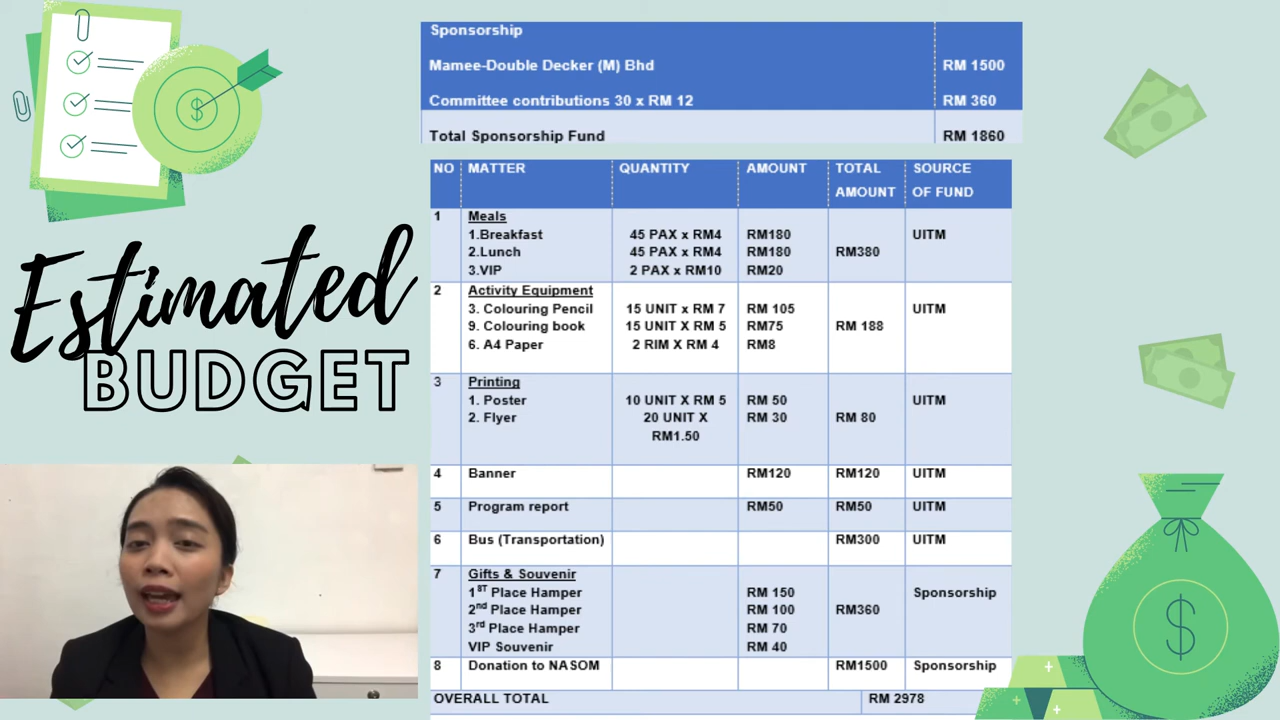 Estimated
BUDGET
Sponsorship
Mamee-Double Decker (M) Bhd RM 1500
Committee contributions 30 x RM 12 RM 360
Total Sponsorship Fund RM 1860
NO MATTER QUANTITY AMOUNT TOTAL AMOUNT SOURCE OF FUND
1 Meals
1.Breakfast 45 PAX x RM4 RM180 UITM
2.Lunch 45 PAX x RM4 RM180 RM380
3.VIP 2 PAX x RM10 RM20
2 Activity Equipment
3. Colouring Pencil 15 UNIT x RM 7 RM 105 UITM
9. Colouring book 15 UNIT X RM 5 RM75 RM 188
6. A4 Paper 2 RIM X RM 4 RM8
3 Printing
1. Poster 10 UNIT X RM 5 RM 50 UITM
2. Flyer 20 UNIT X RM 30 RM 80
RM1.50
4 Banner RM120 RM120 UITM
5 Program report RM50 RM50 UITM
6 Bus (Transportation) RM300 UITM
7 Gifts & Souvenir
1ST Place Hamper RM 150 Sponsorship
2nd Place Hamper RM 100 RM360
3rd Place Hamper RM 70
VIP Souvenir RM 40
8 Donation to NASOM RM1500 Sponsorship
OVERALL TOTAL RM 2978